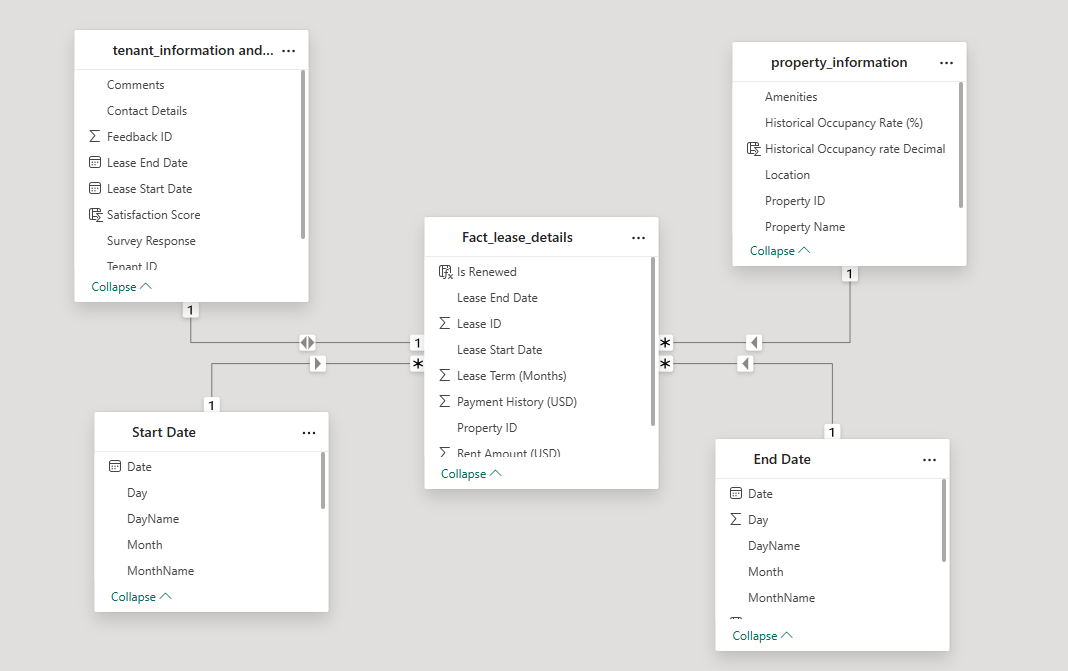 tenant_information and...
Comments
Contact Details
Feedback ID
Lease End Date
Lease Start Date
Satisfaction Score
Survey Response
Tenant ID
Collapse
property_information
Amenities
Historical Occupancy Rate (%)
Historical Occupancy rate Decimal
Location
Property ID
Property Name
Collapse
Fact_lease_details
Is Renewed
Lease End Date
Lease ID
Lease Start Date
Lease Term (Months)
Payment History (USD)
Property ID
Rent Amount (USD)
Collapse
1
1
1
*
*
*
1
1
Start Date
Date
Day
DayName
Month
MonthName
Collapse
End Date
Date
Day
DayName
Month
MonthName
Collapse